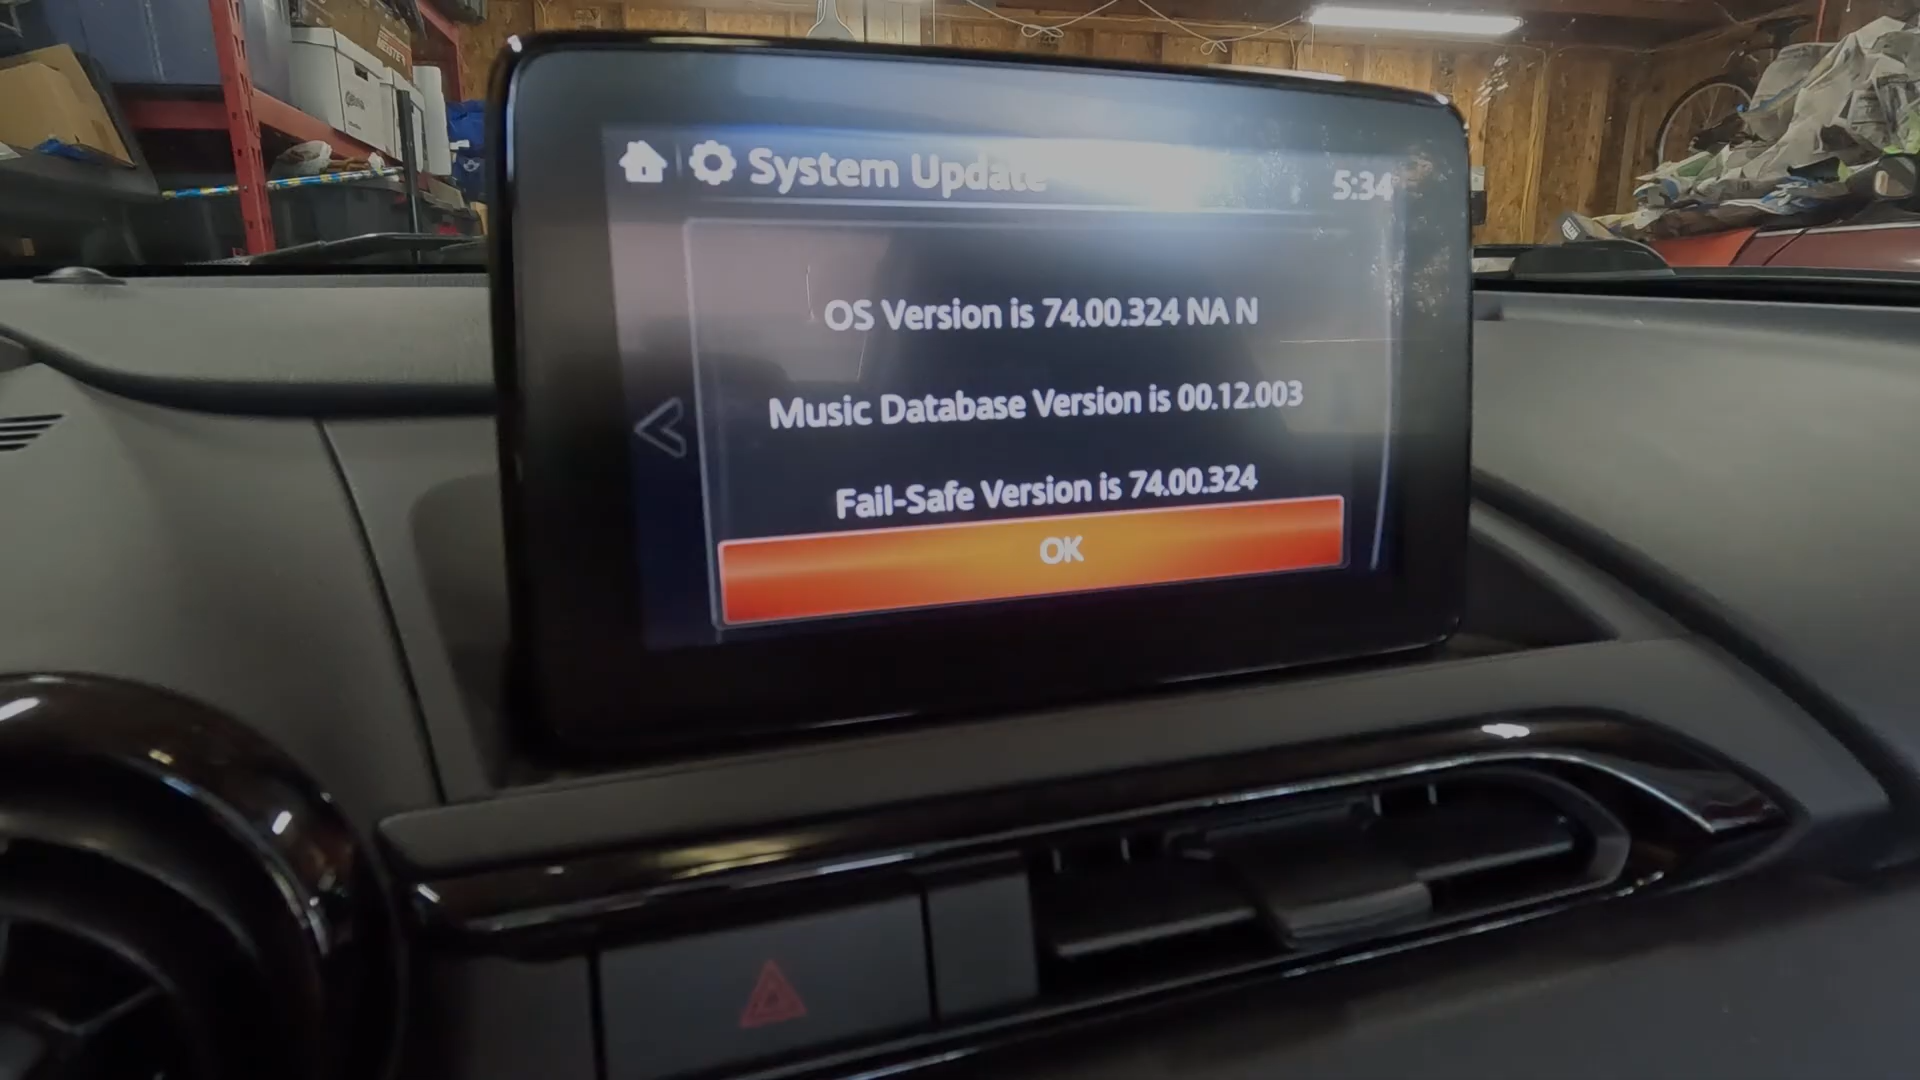 System Update
5:34
OS Version is 74.00.324 NA N
Music Database Version is 00.12.003
Fail-Safe Version is 74.00.324
OK